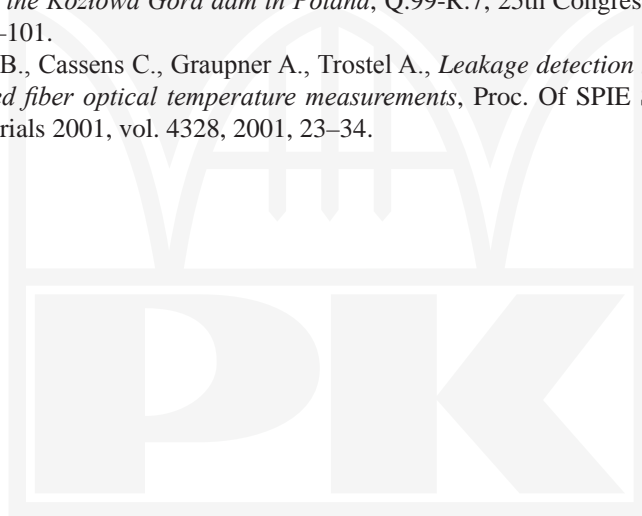 the Kozłowa Góra dam in Poland, Q.99-R.7, 25th Congres
–101.
B., Cassens C., Graupner A., Trostel A., Leakage detection
ed fiber optical temperature measurements, Proc. Of SPIE
rials 2001, vol. 4328, 2001, 23–34.
PK